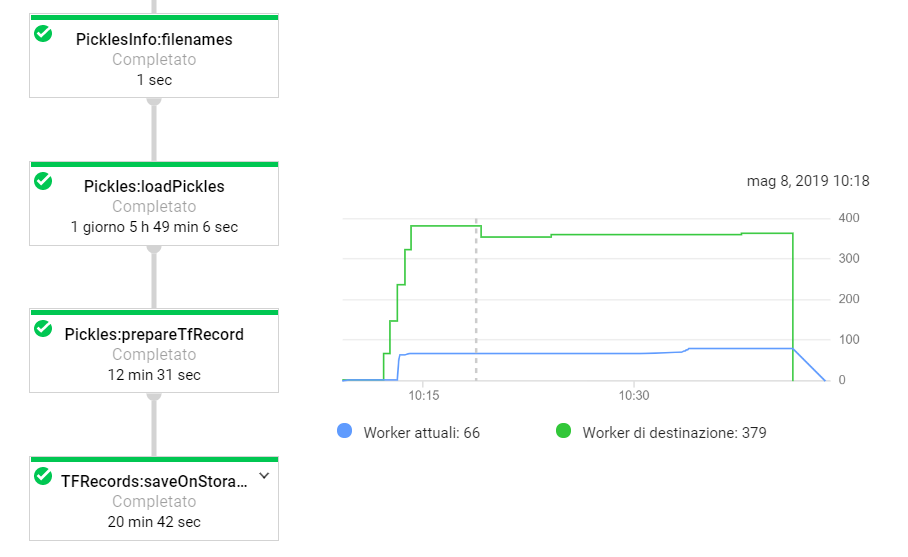 PicklesInfo:filenames
Completato
1 sec
Pickles:loadPickles
Completato
1 giorno 5 h 49 min 6 sec
Pickles:prepareTfRecord
Completato
12 min 31 sec
TFRecords:saveOnStora...
Completato
20 min 42 sec
mag 8, 2019 10:18
400
300
200
100
0
10:15
10:30
Worker attuali: 66
Worker di destinazione: 379